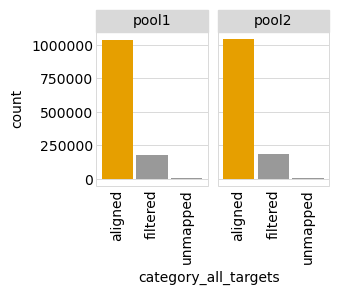 pool1 pool2
1000000
750000
500000
250000
0
count
aligned
filtered
unmapped
aligned
filtered
unmapped
category_all_targets